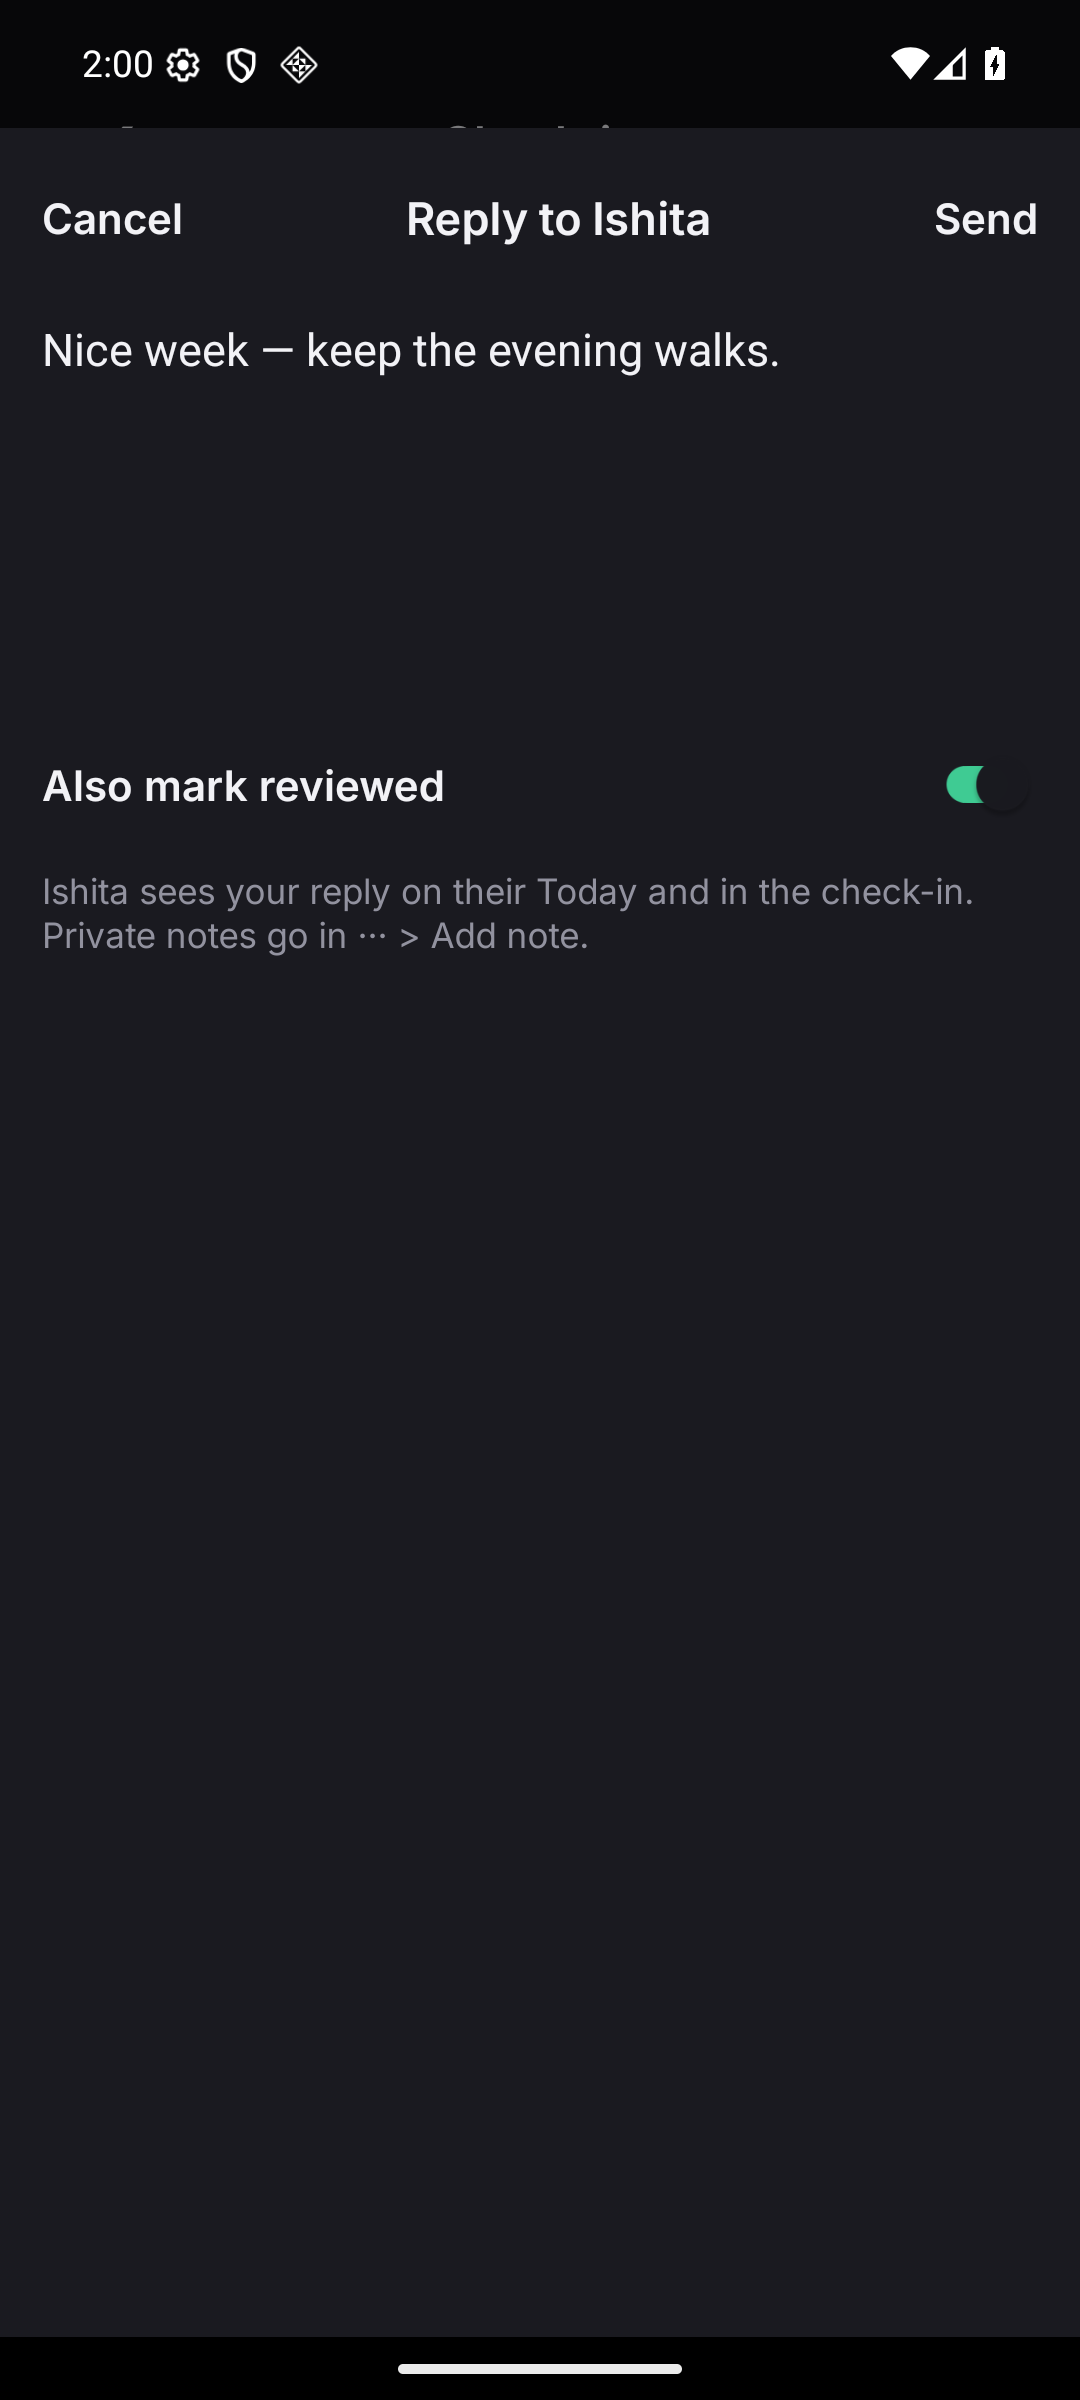 2:00
Cancel
Reply to Ishita
Send
Nice week — keep the evening walks.
Also mark reviewed
Ishita sees your reply on their Today and in the check-in.
Private notes go in ··· > Add note.